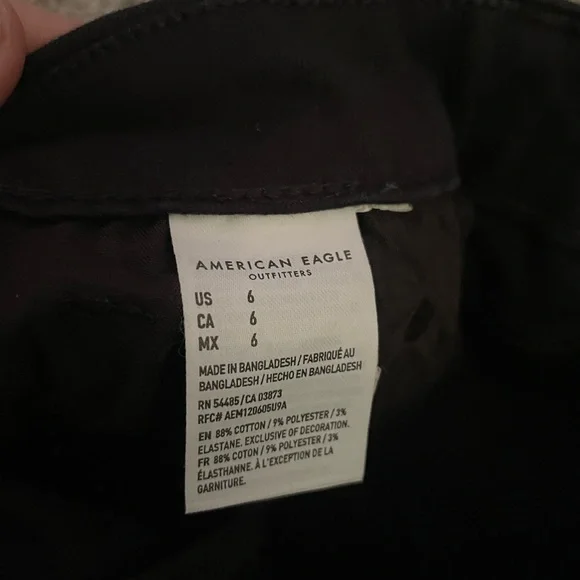 AMERICAN EAGLE
OUTFITTERS
US 6
CA 6
MX 6
MADE IN BANGLADESH / FABRIQUÉ AU
BANGLADESH / HECHO EN BANGLADESH
RN 54485 / CA 03873
RFC# AEM120605U9A
EN 88% COTTON / 9% POLYESTER / 3%
ELASTANE. EXCLUSIVE OF DECORATION.
FR 88% COTON / 9% POLYESTER / 3%
ÉLASTHANNE. À L'EXCEPTION DE LA
GARNITURE.